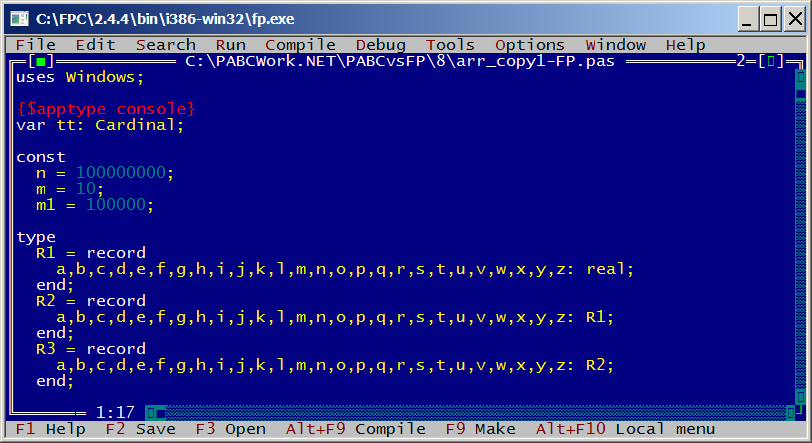 C:\FPC\2.4.4\bin\i386-win32\fp.exe
File Edit Search Run Compile Debug Tools Options Window Help
C:\PABCWork.NET\PABCvsFP\8\arr_copy1-FP.pas 2
uses Windows;
{$apptype console}
var tt: Cardinal;
const
n = 100000000;
m = 10;
m1 = 100000;
type
R1 = record
a,b,c,d,e,f,g,h,i,j,k,l,m,n,o,p,q,r,s,t,u,v,w,x,y,z: real;
end;
R2 = record
a,b,c,d,e,f,g,h,i,j,k,l,m,n,o,p,q,r,s,t,u,v,w,x,y,z: R1;
end;
R3 = record
a,b,c,d,e,f,g,h,i,j,k,l,m,n,o,p,q,r,s,t,u,v,w,x,y,z: R2;
end;
1:17
F1 Help F2 Save F3 Open Alt+F9 Compile F9 Make Alt+F10 Local menu